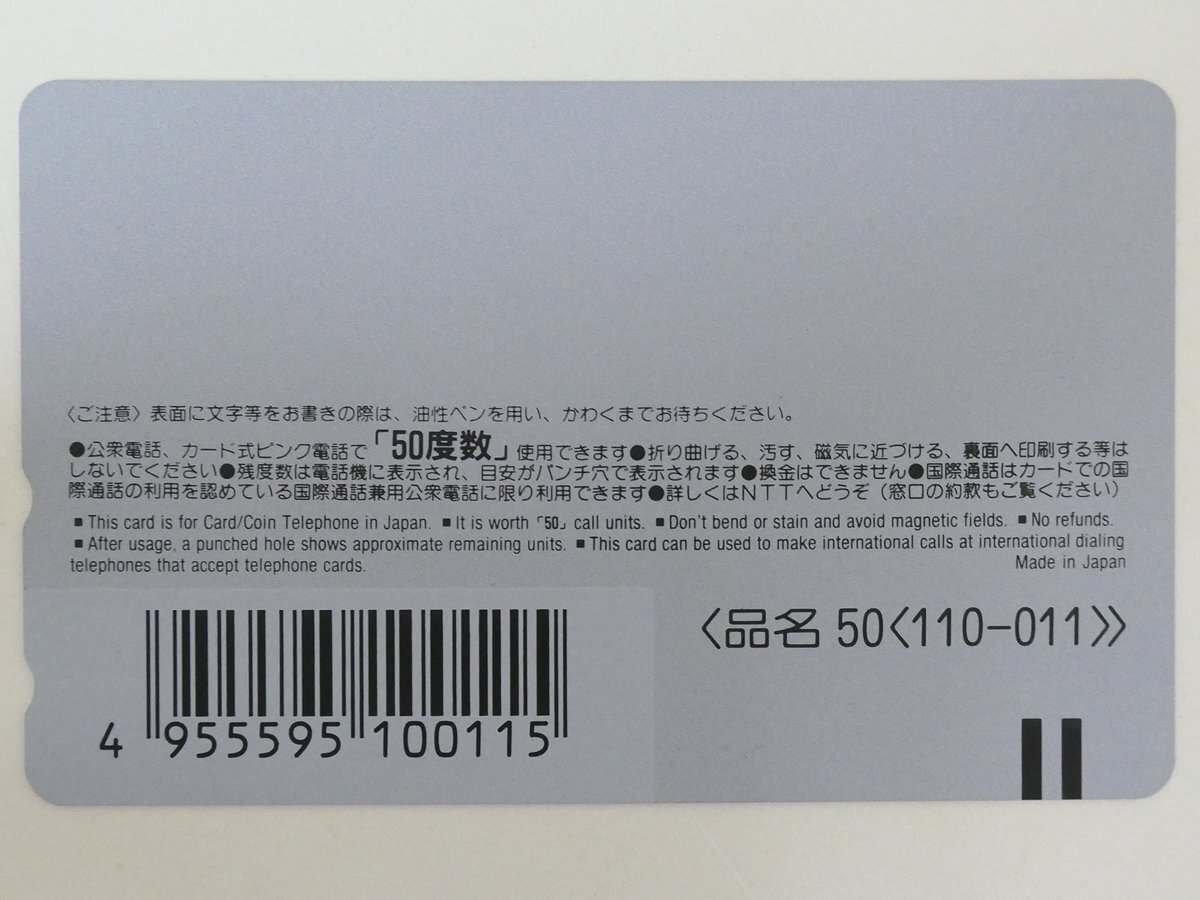 〈ご注意〉表面に文字等をお書きの際は、油性ペンを用い、かわくまでお待ちください。
●公衆電話、カード式ピンク電話で「50度数」使用できます●折り曲げる、汚す、磁気に近づける、裏面へ印刷する等は
しないでください●残度数は電話機に表示され、目安がパンチ穴で表示されます●換金はできません●国際通話はカードでの国
際通話の利用を認めている国際通話兼用公衆電話に限り利用できます●詳しくはNTTへどうぞ（窓口の約款もご覧ください）
■This card is for Card/Coin Telephone in Japan. ■It is worth「50」call units. ■Don't bend or stain and avoid magnetic fields. ■No refunds.
■After usage, a punched hole shows approximate remaining units. ■This card can be used to make international calls at international dialing
telephones that accept telephone cards. Made in Japan
〈品名 50〈110-011〉〉
4 955595 100115